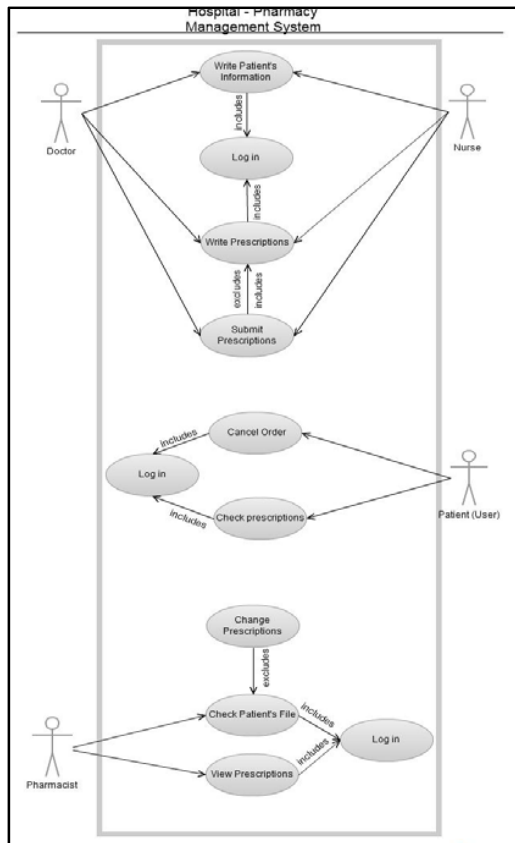 Hospital - Pharmacy
Management System
Write Patient's
Information
includes
Doctor
Nurse
Log in
includes
Write Prescriptions
excludes
includes
Submit
Prescriptions
Cancel Order
includes
Log in
Patient (User)
includes
Check prescriptions
Change
Prescriptions
excludes
Check Patient's File
includes
Log in
includes
View Prescriptions
Pharmacist